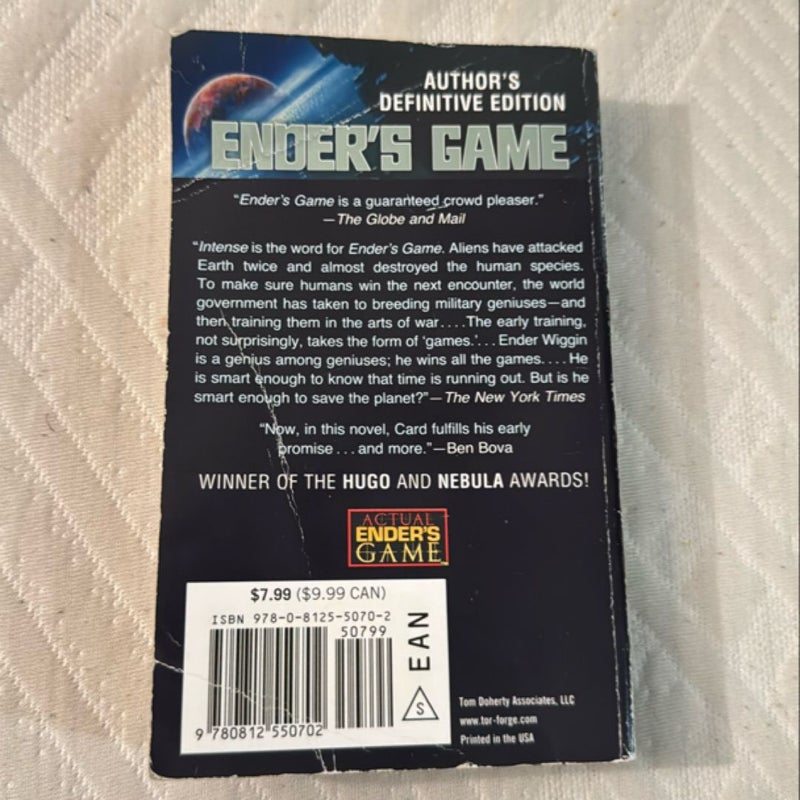 AUTHOR'S
DEFINITIVE EDITION
ENDER'S GAME
"Ender's Game is a guaranteed crowd pleaser."
—The Globe and Mail
"Intense is the word for Ender's Game. Aliens have attacked
Earth twice and almost destroyed the human species.
To make sure humans win the next encounter, the world
government has taken to breeding military geniuses—and
then training them in the arts of war....The early training,
not surprisingly, takes the form of 'games.'... Ender Wiggin
is a genius among geniuses; he wins all the games.... He
is smart enough to know that time is running out. But is he
smart enough to save the planet?"—The New York Times
"Now, in this novel, Card fulfills his early
promise...and more."—Ben Bova
WINNER OF THE HUGO AND NEBULA AWARDS!
ACTUAL
ENDER'S
GAME™
$7.99 ($9.99 CAN)
ISBN 978-0-8125-5070-2
50799
9 780812 550702
S
EAN
Tom Doherty Associates, LLC
www.tor-forge.com
Printed in the USA